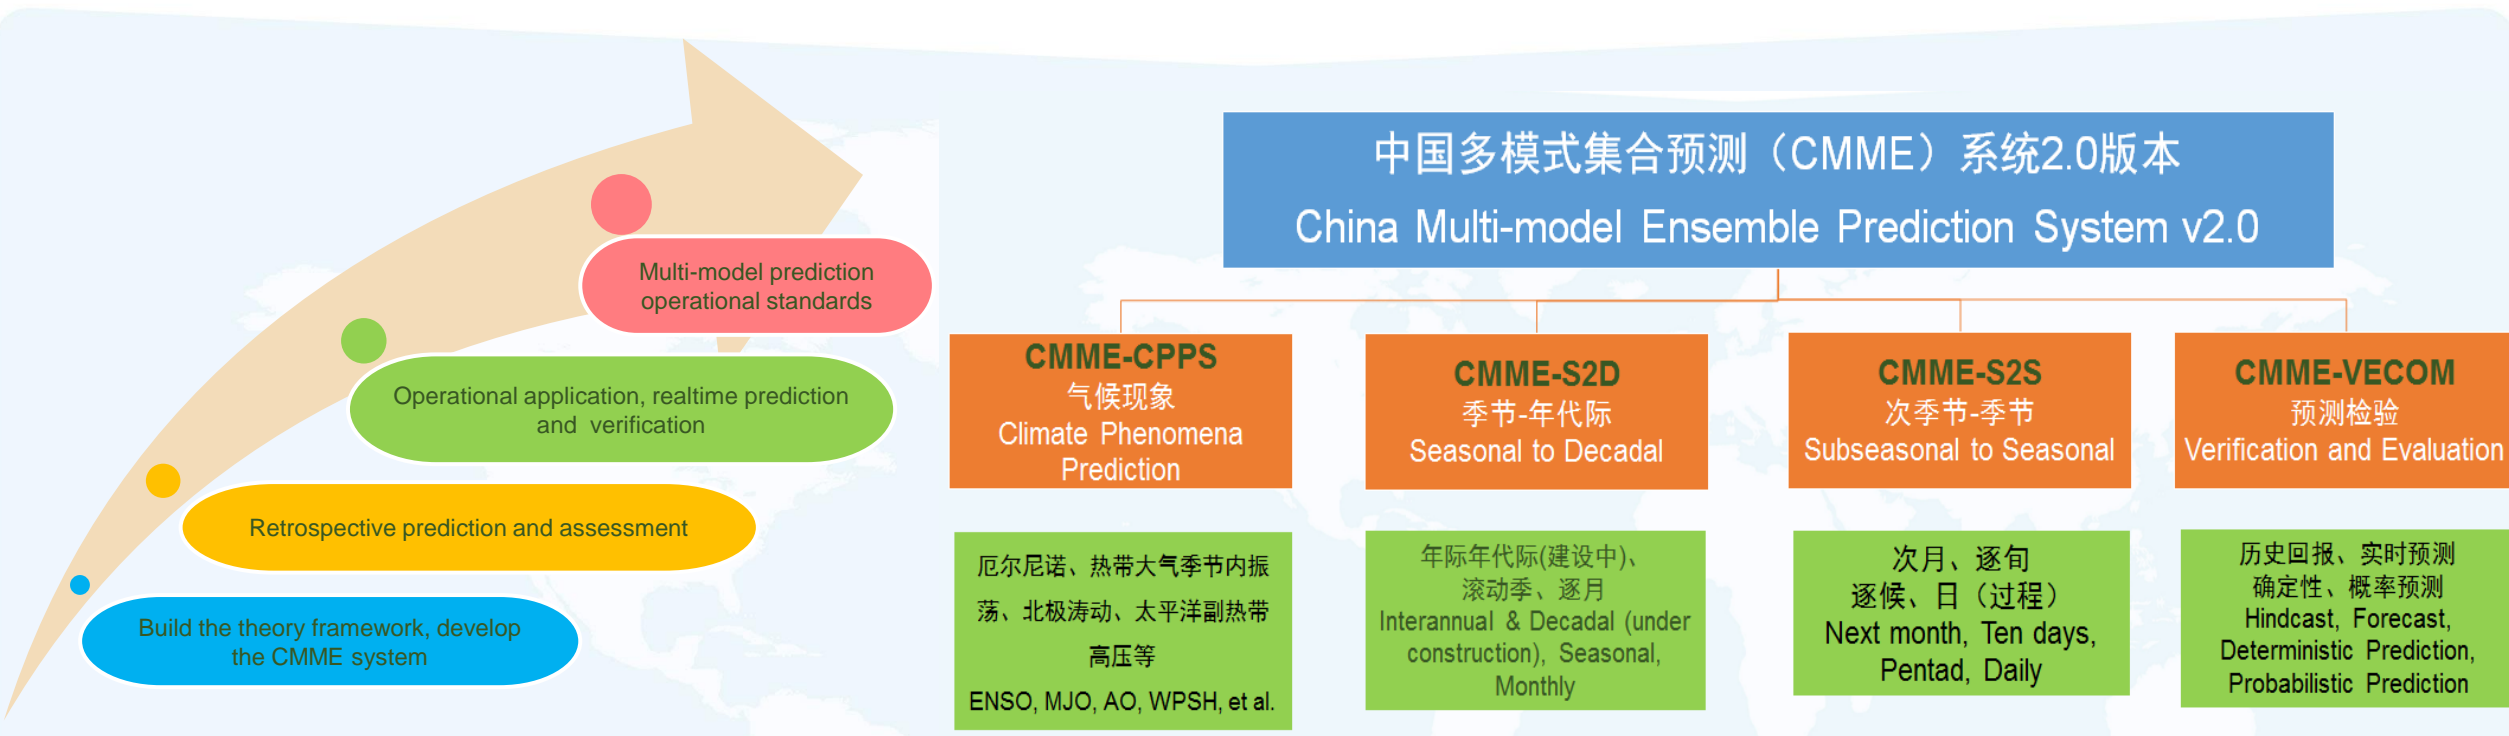 中国多模式集合预测（CMME）系统2.0版本
China Multi-model Ensemble Prediction System v2.0
Multi-model prediction
operational standards
Operational application, realtime prediction
and verification
Retrospective prediction and assessment
Build the theory framework, develop
the CMME system
CMME-CPPS
气候现象
Climate Phenomena
Prediction
厄尔尼诺、热带大气季节内振
荡、北极涛动、太平洋副热带
高压等
ENSO, MJO, AO, WPSH, et al.
CMME-S2D
季节-年代际
Seasonal to Decadal
年际年代际(建设中)、
滚动季、逐月
Interannual & Decadal (under
construction), Seasonal,
Monthly
CMME-S2S
次季节-季节
Subseasonal to Seasonal
次月、逐旬
逐候、日（过程）
Next month, Ten days,
Pentad, Daily
CMME-VECOM
预测检验
Verification and Evaluation
历史回报、实时预测
确定性、概率预测
Hindcast, Forecast,
Deterministic Prediction,
Probabilistic Prediction